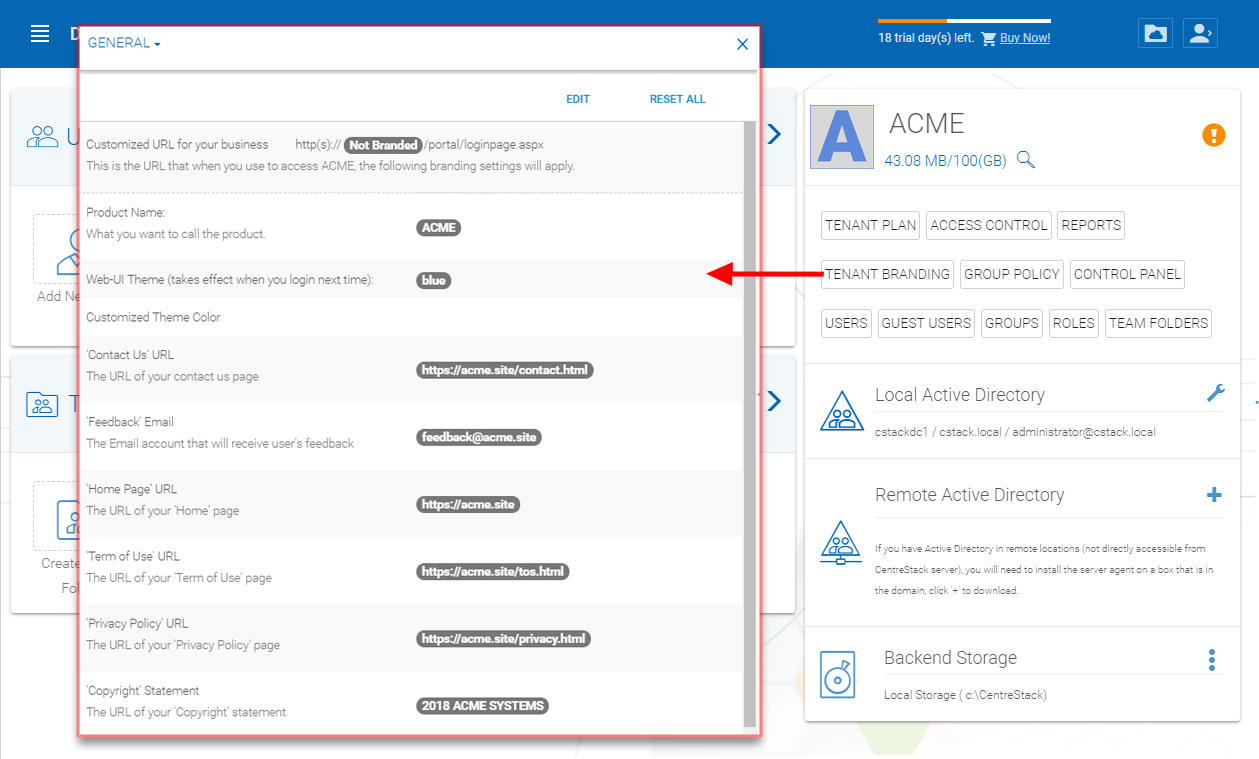 D
18 trial day(s) left. Buy Now!
GENERAL
EDIT RESET ALL
Customized URL for your business http(s):// Not Branded /portal/loginpage.aspx
This is the URL that when you use to access ACME, the following branding settings will apply.
Product Name:
What you want to call the product.
ACME
Web-UI Theme (takes effect when you login next time):
blue
Customized Theme Color
'Contact Us' URL
The URL of your contact us page
https://acme.site/contact.html
'Feedback' Email
The Email account that will receive user's feedback
feedback@acme.site
'Home Page' URL
The URL of your 'Home' page
https://acme.site
'Term of Use' URL
The URL of your 'Term of Use' page
https://acme.site/tos.html
'Privacy Policy' URL
The URL of your 'Privacy Policy' page
https://acme.site/privacy.html
'Copyright' Statement
The URL of your 'Copyright' statement
2018 ACME SYSTEMS
U
Add Ne
T
Create
Fo
A
ACME
43.08 MB/100(GB)
TENANT PLAN ACCESS CONTROL REPORTS
TENANT BRANDING GROUP POLICY CONTROL PANEL
USERS GUEST USERS GROUPS ROLES TEAM FOLDERS
Local Active Directory
cstackdc1 / cstack.local / administrator@cstack.local
Remote Active Directory
If you have Active Directory in remote locations (not directly accessible from
CentreStack server), you will need to install the server agent on a box that is in
the domain, click '+' to download.
Backend Storage
Local Storage ( c:\CentreStack)